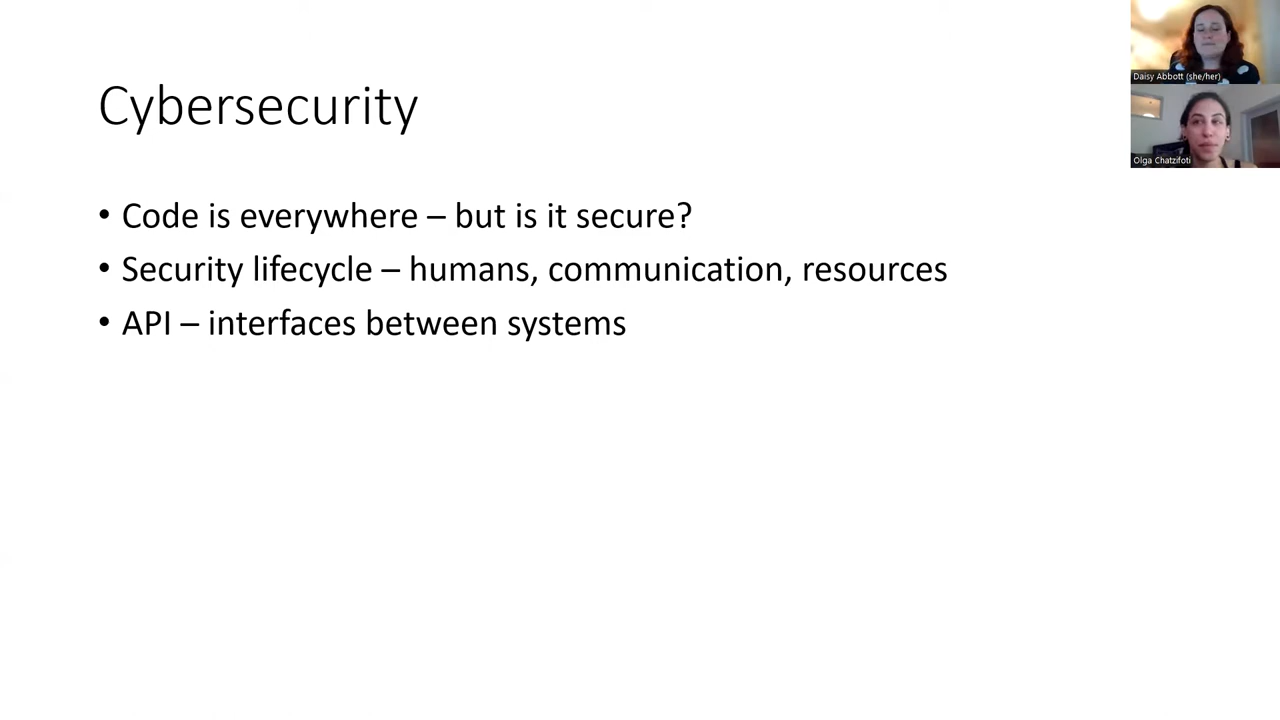 Cybersecurity
• Code is everywhere – but is it secure?
• Security lifecycle – humans, communication, resources
• API – interfaces between systems
Daisy Abbott (she/her)
Olga Chatzifoti